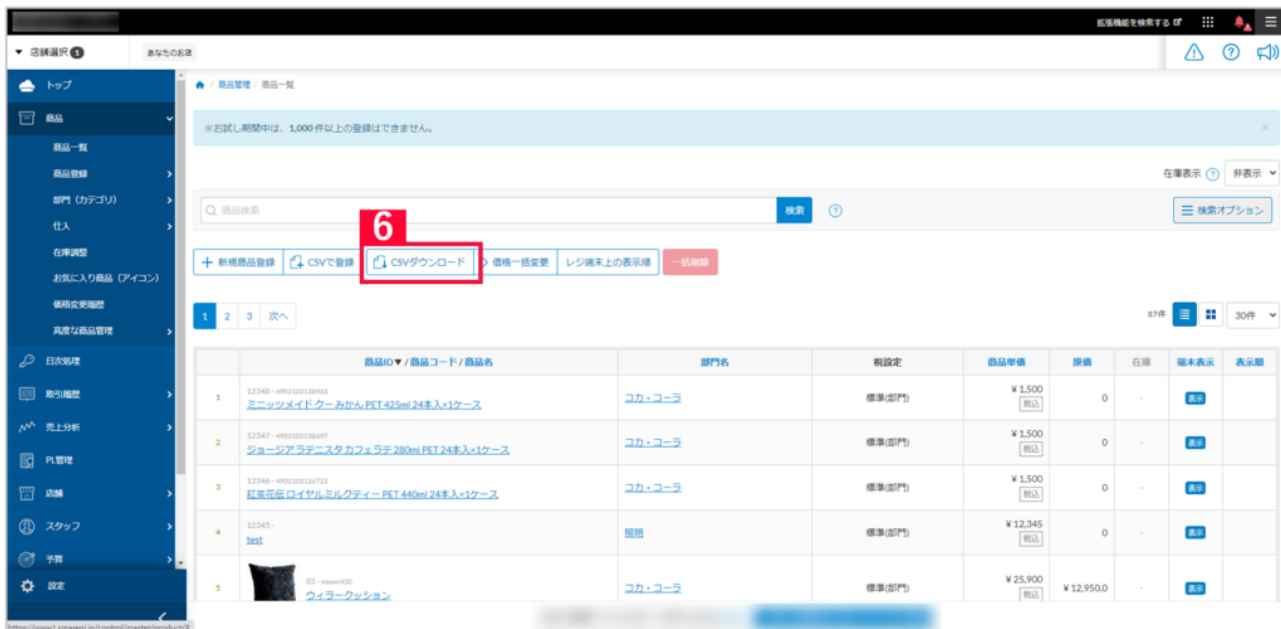 拡張機能を検索する
▼ 店舗選択 1 あなたのお店
トップ
商品
商品一覧
商品登録
部門（カテゴリ）
仕入
在庫調整
お気に入り商品（アイコン）
価格変更履歴
高度な商品管理
日次処理
取引履歴
売上分析
PL管理
店舗
スタッフ
予算
設定
/ 商品管理 / 商品一覧
※お試し期間中は、1,000件以上の登録はできません。
×
在庫表示 ? 非表示
商品検索 検索 ? 検索オプション
6
+ 新規商品登録 CSVで登録 CSVダウンロード 価格一括変更 レジ端末上の表示順 一括削除
1 2 3 次へ 87件 30件
商品ID▼ / 商品コード / 商品名 部門名 税設定 商品単価 原価 在庫 端末表示 表示順
1 12348 - 4902102138963 ミニッツメイド クー みかん PET 425ml 24本入×1ケース コカ・コーラ 標準(部門) ¥ 1,500 税込 0 - 表示
2 12347 - 4902102138697 ジョージア ラテニスタ カフェラテ 280ml PET 24本入×1ケース コカ・コーラ 標準(部門) ¥ 1,500 税込 0 - 表示
3 12346 - 4902102136723 紅茶花伝 ロイヤルミルクティー PET 440ml 24本入×1ケース コカ・コーラ 標準(部門) ¥ 1,500 税込 0 - 表示
4 12345 - test 照明 標準(部門) ¥ 12,345 税込 0 - 表示
5 83 - mono420 ウィラークッション コカ・コーラ 標準(部門) ¥ 25,900 税込 ¥ 12,950.0 - 表示